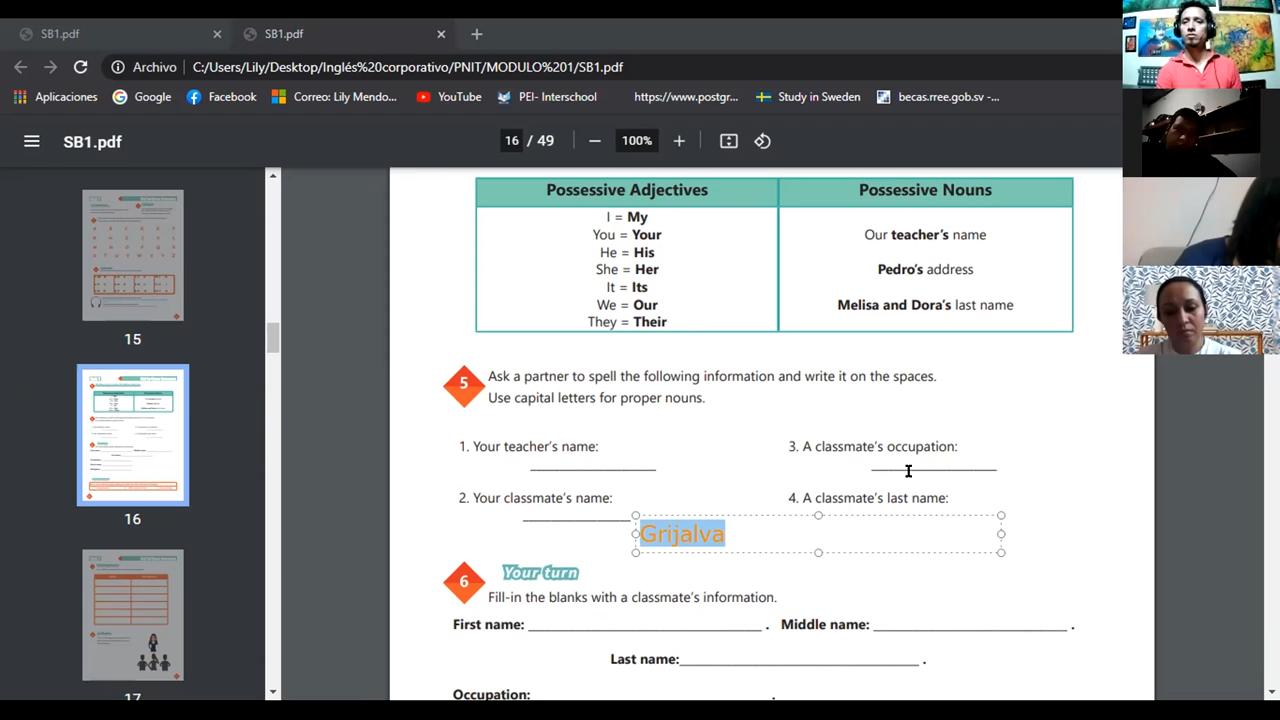 SB1.pdf
SB1.pdf
Archivo C:/Users/Lily/Desktop/Inglés%20corporativo/PNIT/MODULO%201/SB1.pdf
Aplicaciones Google Facebook Correo: Lily Mendo... YouTube PEI- Interschool https://www.postgr... Study in Sweden becas.rree.gob.sv -...
SB1.pdf 16 / 49 100%
15
16
17
Possessive Adjectives Possessive Nouns
I = My
You = Your
He = His
She = Her
It = Its
We = Our
They = Their
Our teacher's name
Pedro's address
Melisa and Dora's last name
5 Ask a partner to spell the following information and write it on the spaces.
Use capital letters for proper nouns.
1. Your teacher's name: 3. A classmate's occupation:
2. Your classmate's name: 4. A classmate's last name:
Grijalva
6 Your turn
Fill-in the blanks with a classmate's information.
First name: ______ . Middle name: ______ .
Last name: ______ .
Occupation: ______ .